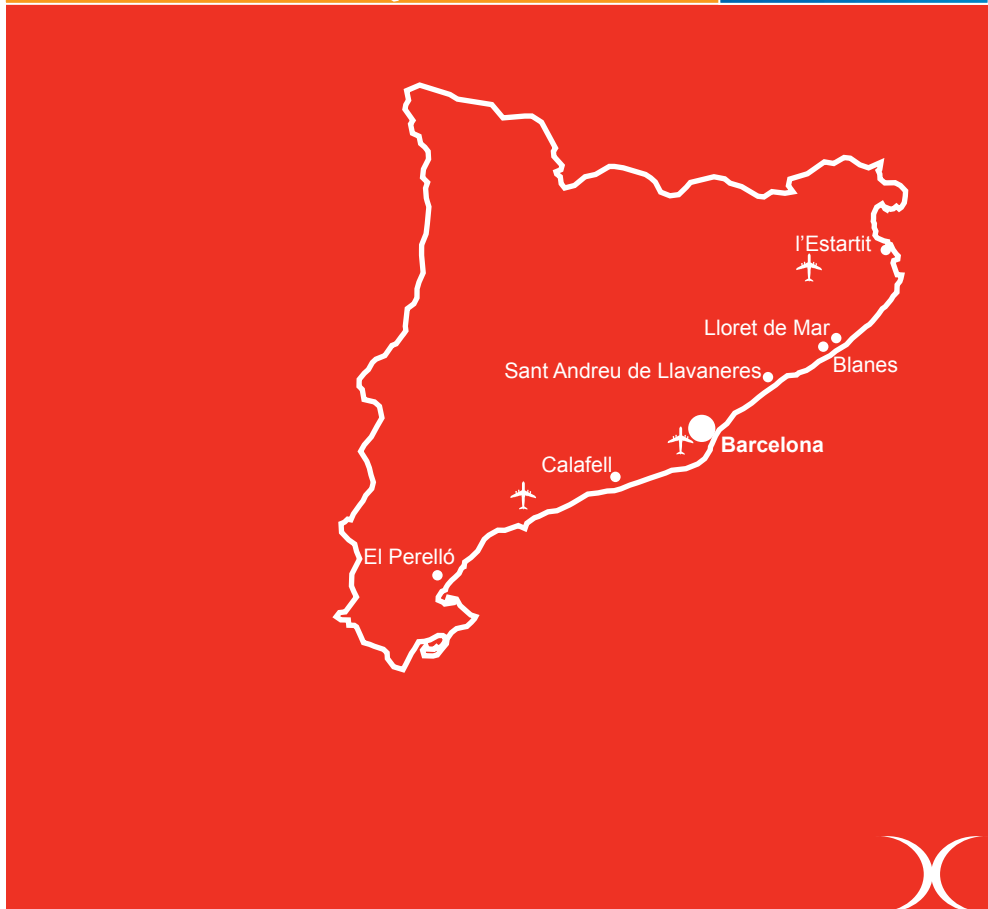 l'Estartit
Lloret de Mar
Blanes
Sant Andreu de Llavaneres
Barcelona
Calafell
El Perelló